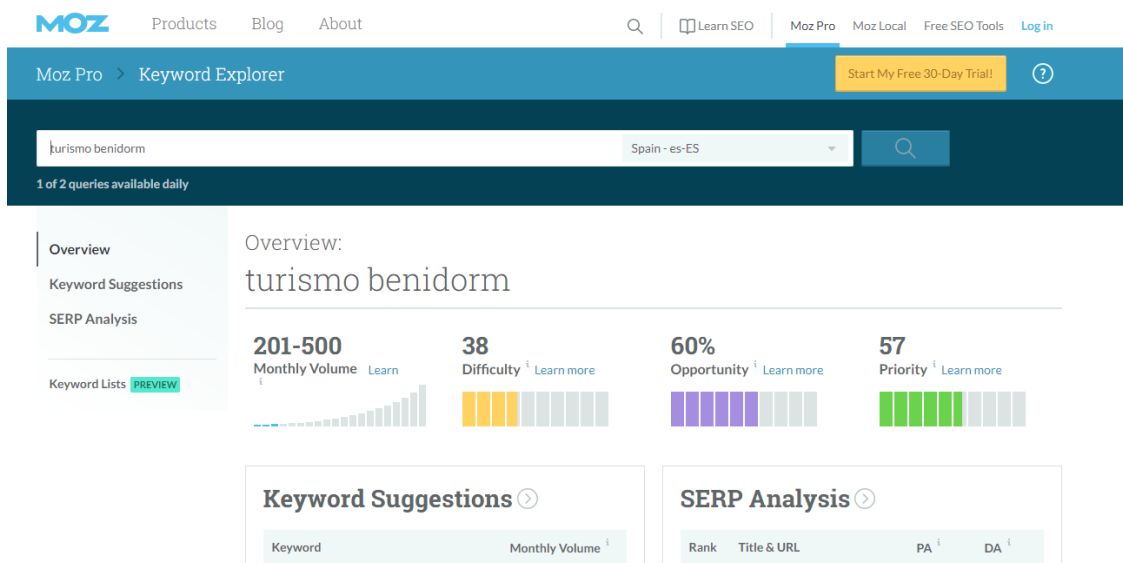 MOZ Products Blog About Learn SEO Moz Pro Moz Local Free SEO Tools Log in
Moz Pro > Keyword Explorer Start My Free 30-Day Trial! ?
turismo benidorm Spain - es-ES
1 of 2 queries available daily
Overview
Keyword Suggestions
SERP Analysis
Keyword Lists PREVIEW
Overview:
turismo benidorm
201-500 38 60% 57
Monthly Volume i Learn Difficulty i Learn more Opportunity i Learn more Priority i Learn more
Keyword Suggestions SERP Analysis
Keyword Monthly Volume i Rank Title & URL PA i DA i